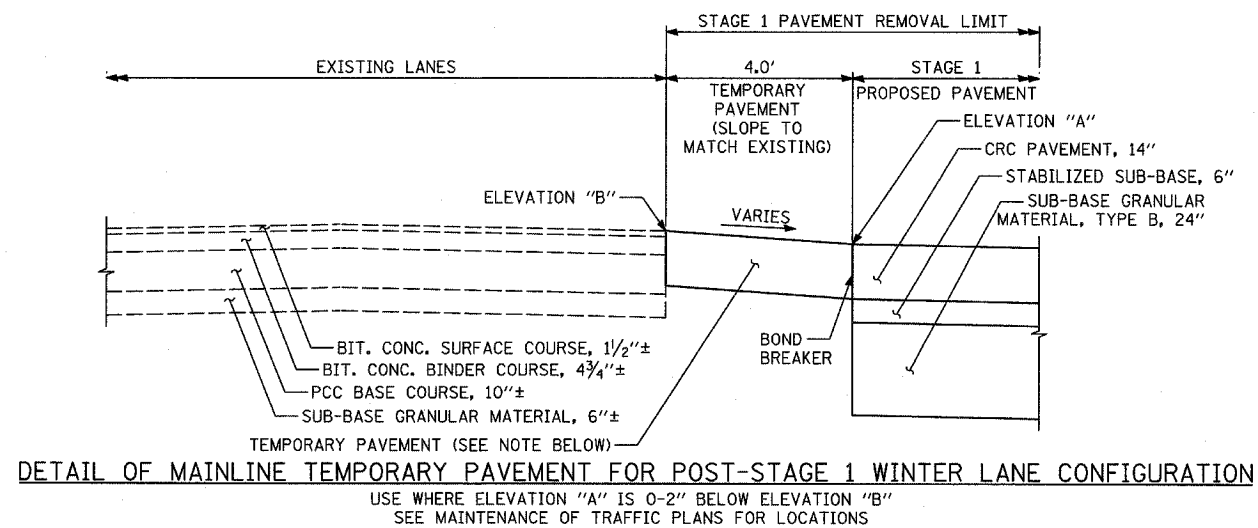 STAGE 1 PAVEMENT REMOVAL LIMIT
EXISTING LANES
4.0'
STAGE 1
TEMPORARY
PAVEMENT
(SLOPE TO
MATCH EXISTING)
PROPOSED PAVEMENT
ELEVATION "A"
CRC PAVEMENT, 14"
STABILIZED SUB-BASE, 6"
SUB-BASE GRANULAR
MATERIAL, TYPE B, 24"
ELEVATION "B"
VARIES
BOND
BREAKER
BIT. CONC. SURFACE COURSE, 1 1/2"±
BIT. CONC. BINDER COURSE, 4 3/4"±
PCC BASE COURSE, 10"±
SUB-BASE GRANULAR MATERIAL, 6"±
TEMPORARY PAVEMENT (SEE NOTE BELOW)
DETAIL OF MAINLINE TEMPORARY PAVEMENT FOR POST-STAGE 1 WINTER LANE CONFIGURATION
USE WHERE ELEVATION "A" IS 0-2" BELOW ELEVATION "B"
SEE MAINTENANCE OF TRAFFIC PLANS FOR LOCATIONS